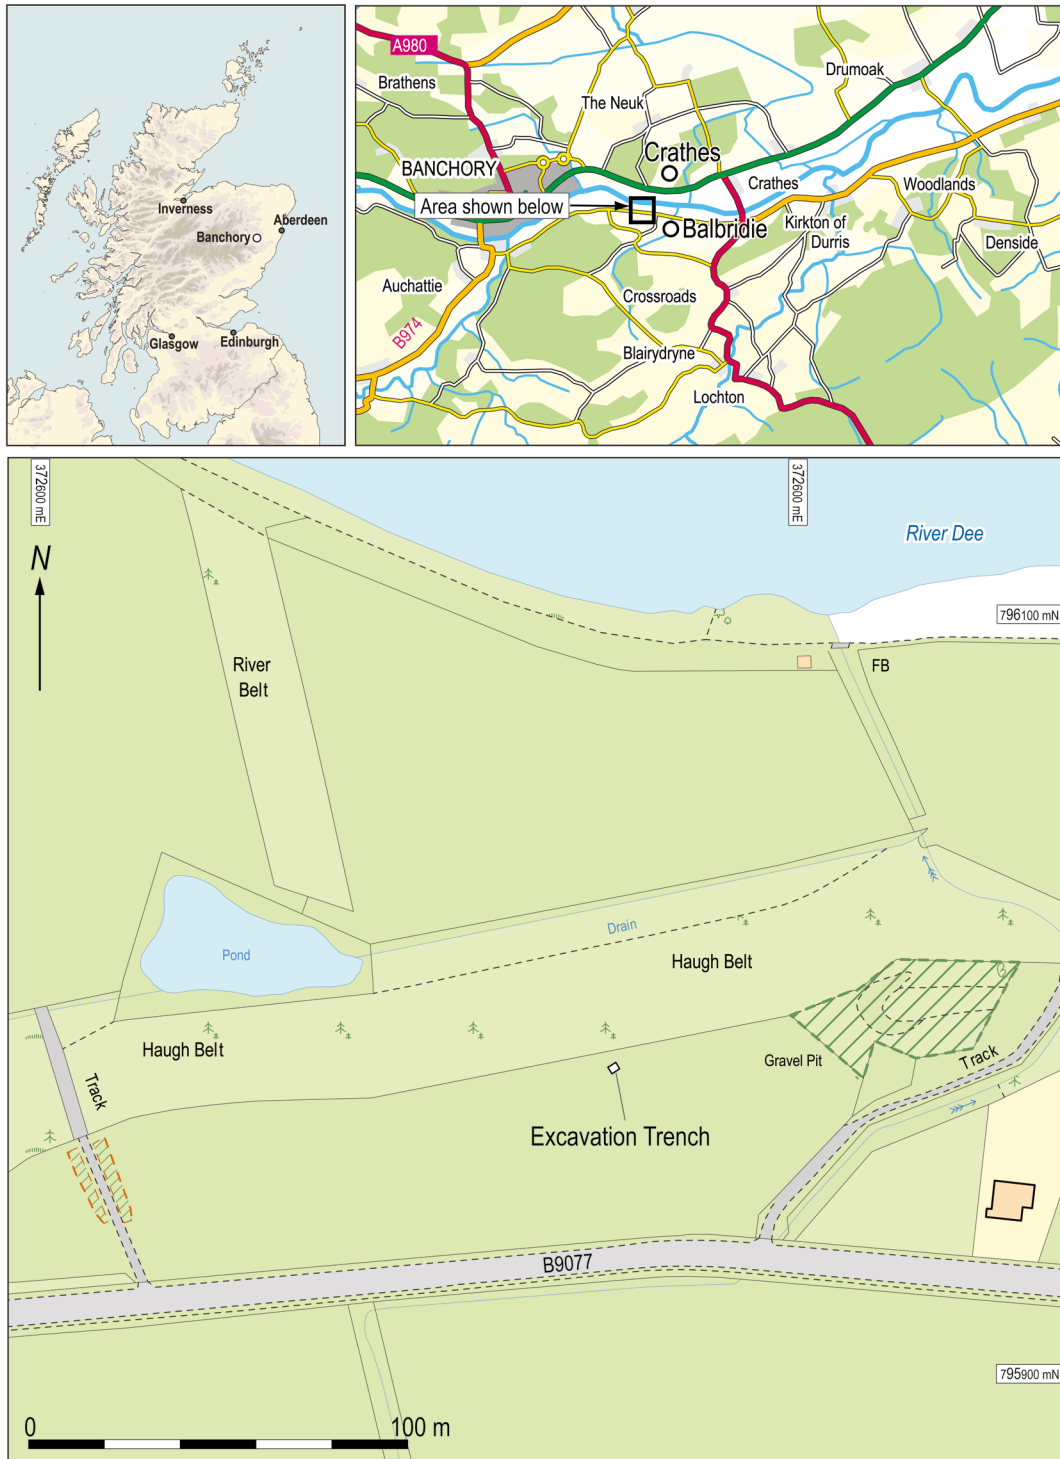 Inverness
Aberdeen
Banchory
Glasgow
Edinburgh
A980
Brathens
The Neuk
Drumoak
BANCHORY
Crathes
Crathes
Woodlands
Area shown below
Balbridie
Kirkton of
Durris
Denside
Auchattie
Crossroads
B974
Blairydryne
Lochton
372600 mE
372600 mE
River Dee
N
796100 mN
River
Belt
FB
Drain
Pond
Haugh Belt
Haugh Belt
Gravel Pit
Track
Track
Excavation Trench
B9077
795900 mN
0
100 m